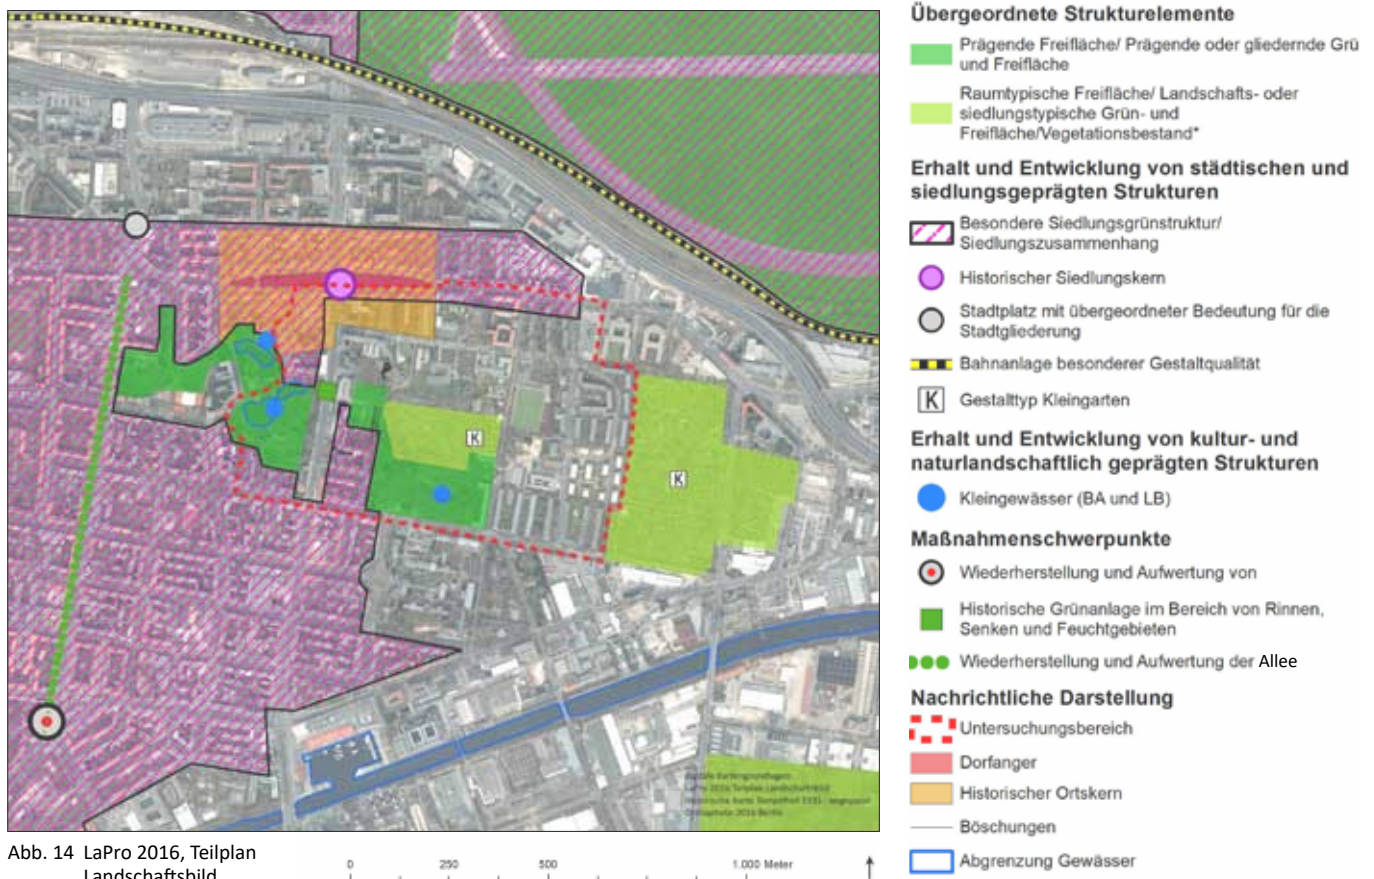 Übergeordnete Strukturelemente
Prägende Freifläche/ Prägende oder gliedernde Grü
und Freifläche
Raumtypische Freifläche/ Landschafts- oder
siedlungstypische Grün- und
Freifläche/Vegetationsbestand*
Erhalt und Entwicklung von städtischen und
siedlungsgeprägten Strukturen
Besondere Siedlungsgrünstruktur/
Siedlungszusammenhang
Historischer Siedlungskern
Stadtplatz mit übergeordneter Bedeutung für die
Stadtgliederung
Bahnanlage besonderer Gestaltqualität
K Gestalttyp Kleingarten
Erhalt und Entwicklung von kultur- und
naturlandschaftlich geprägten Strukturen
Kleingewässer (BA und LB)
Maßnahmenschwerpunkte
Wiederherstellung und Aufwertung von
Historische Grünanlage im Bereich von Rinnen,
Senken und Feuchtgebieten
Wiederherstellung und Aufwertung der Allee
Nachrichtliche Darstellung
Untersuchungsbereich
Dorfanger
Historischer Ortskern
Böschungen
Abgrenzung Gewässer
K
K
LaPro 2016 Teilplan Landschaftsbild
Abb. 14 LaPro 2016, Teilplan
Landschaftsbild
0 250 500 1.000 Meter